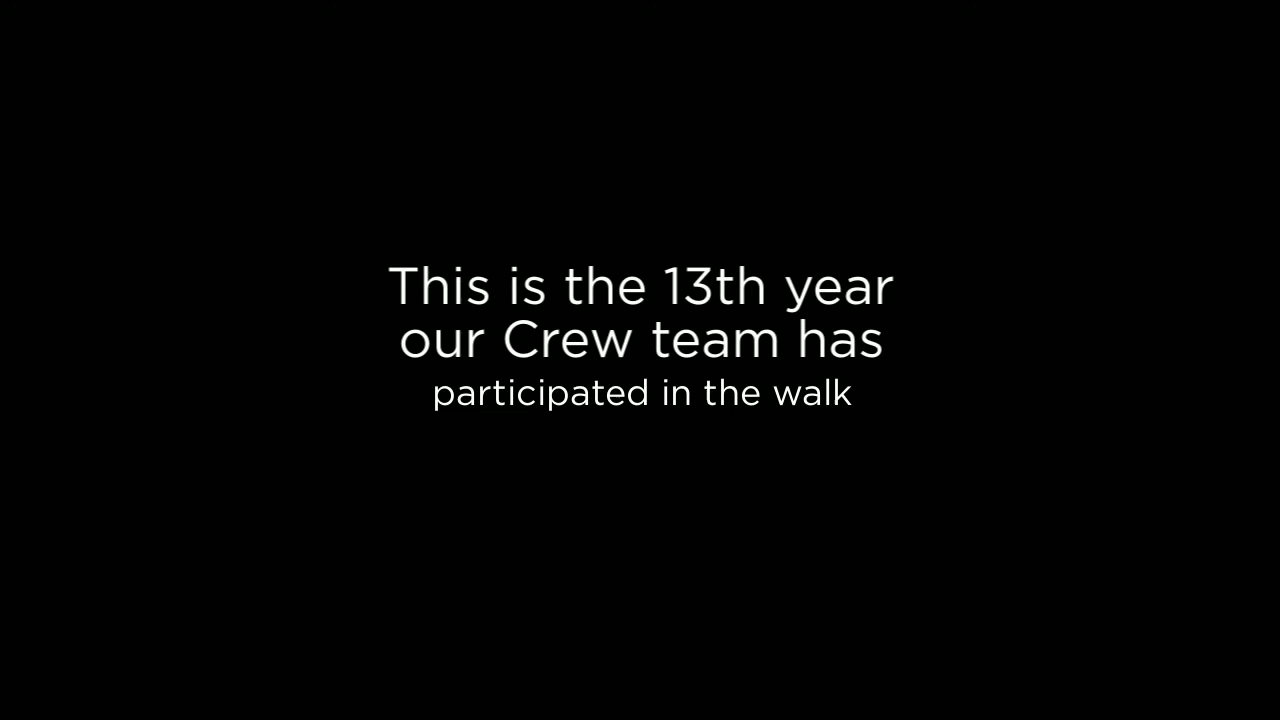 This is the 13th year
our Crew team has
participated in the walk